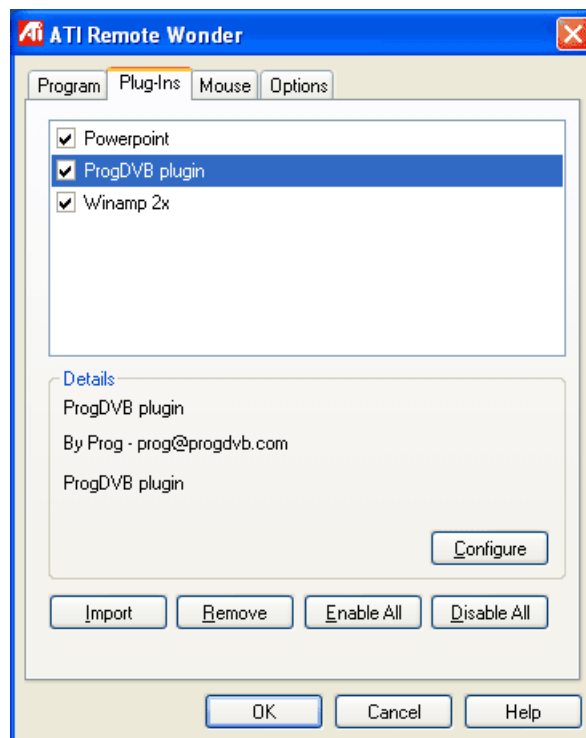 ATI ATI Remote Wonder
Program Plug-Ins Mouse Options
Powerpoint
ProgDVB plugin
Winamp 2x
Details
ProgDVB plugin
By Prog - prog@progdvb.com
ProgDVB plugin
Configure
Import Remove Enable All Disable All
OK Cancel Help